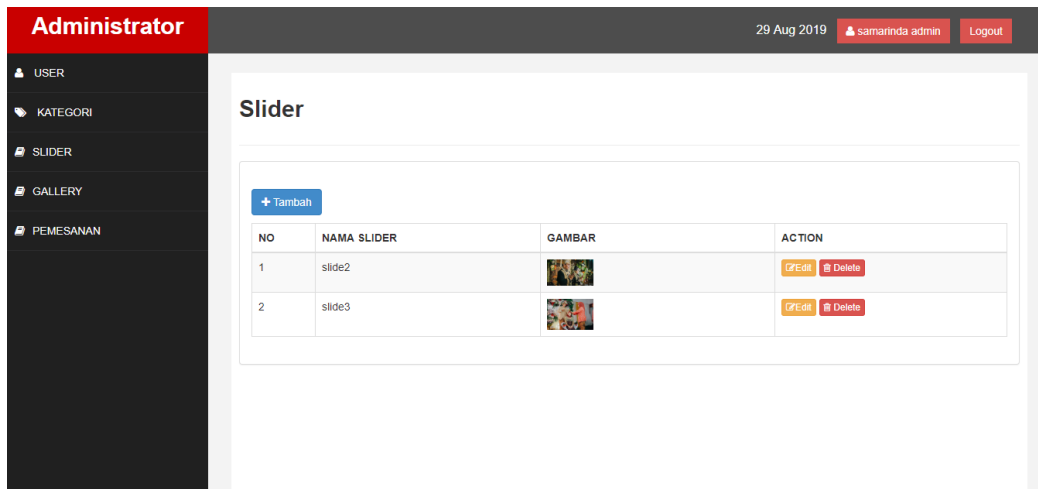 Administrator
29 Aug 2019 samarinda admin Logout
USER
KATEGORI
SLIDER
GALLERY
PEMESANAN
Slider
Tambah
NO NAMA SLIDER GAMBAR ACTION
1 slide2 Edit Delete
2 slide3 Edit Delete